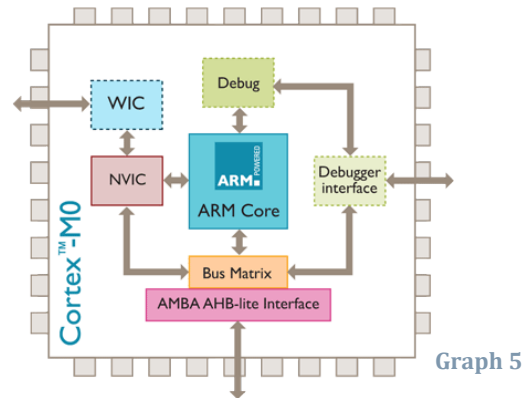 WIC
Debug
NVIC
ARM
POWERED
ARM Core
Debugger
interface
Bus Matrix
AMBA AHB-lite Interface
Cortex™-M0
Graph 5